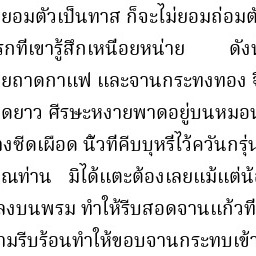 ยอมตัวเป็นทาส ก็จะไม่ยอมถ่อมตั
รกที่เขารู้สึกเหนื่อยหน่าย ดังน
ยถาดกาแฟ และจานกระทงทอง จึ
ดยาว ศีรษะหงายพาดอยู่บนหมอน
งซีดเผือด นิ้วที่คีบบุหรี่ไว้ควันกรุ่น
ณท่าน มิได้แตะต้องเลยแม้แต่น้
ลงบนพรม ทำให้รีบสอดจานแก้วที่
ามรีบร้อนทำให้ขอบจานกระทบเข้า